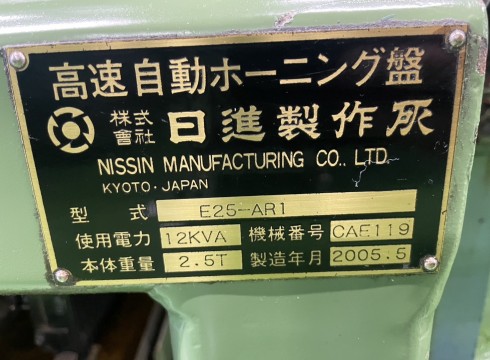 高速自動ホーニング盤
株式會社 日進製作所
NISSIN MANUFACTURING CO., LTD.
KYOTO・JAPAN
型式 E25-AR1
使用電力 12KVA 機械番号 CAE119
本体重量 2.5T 製造年月 2005.5